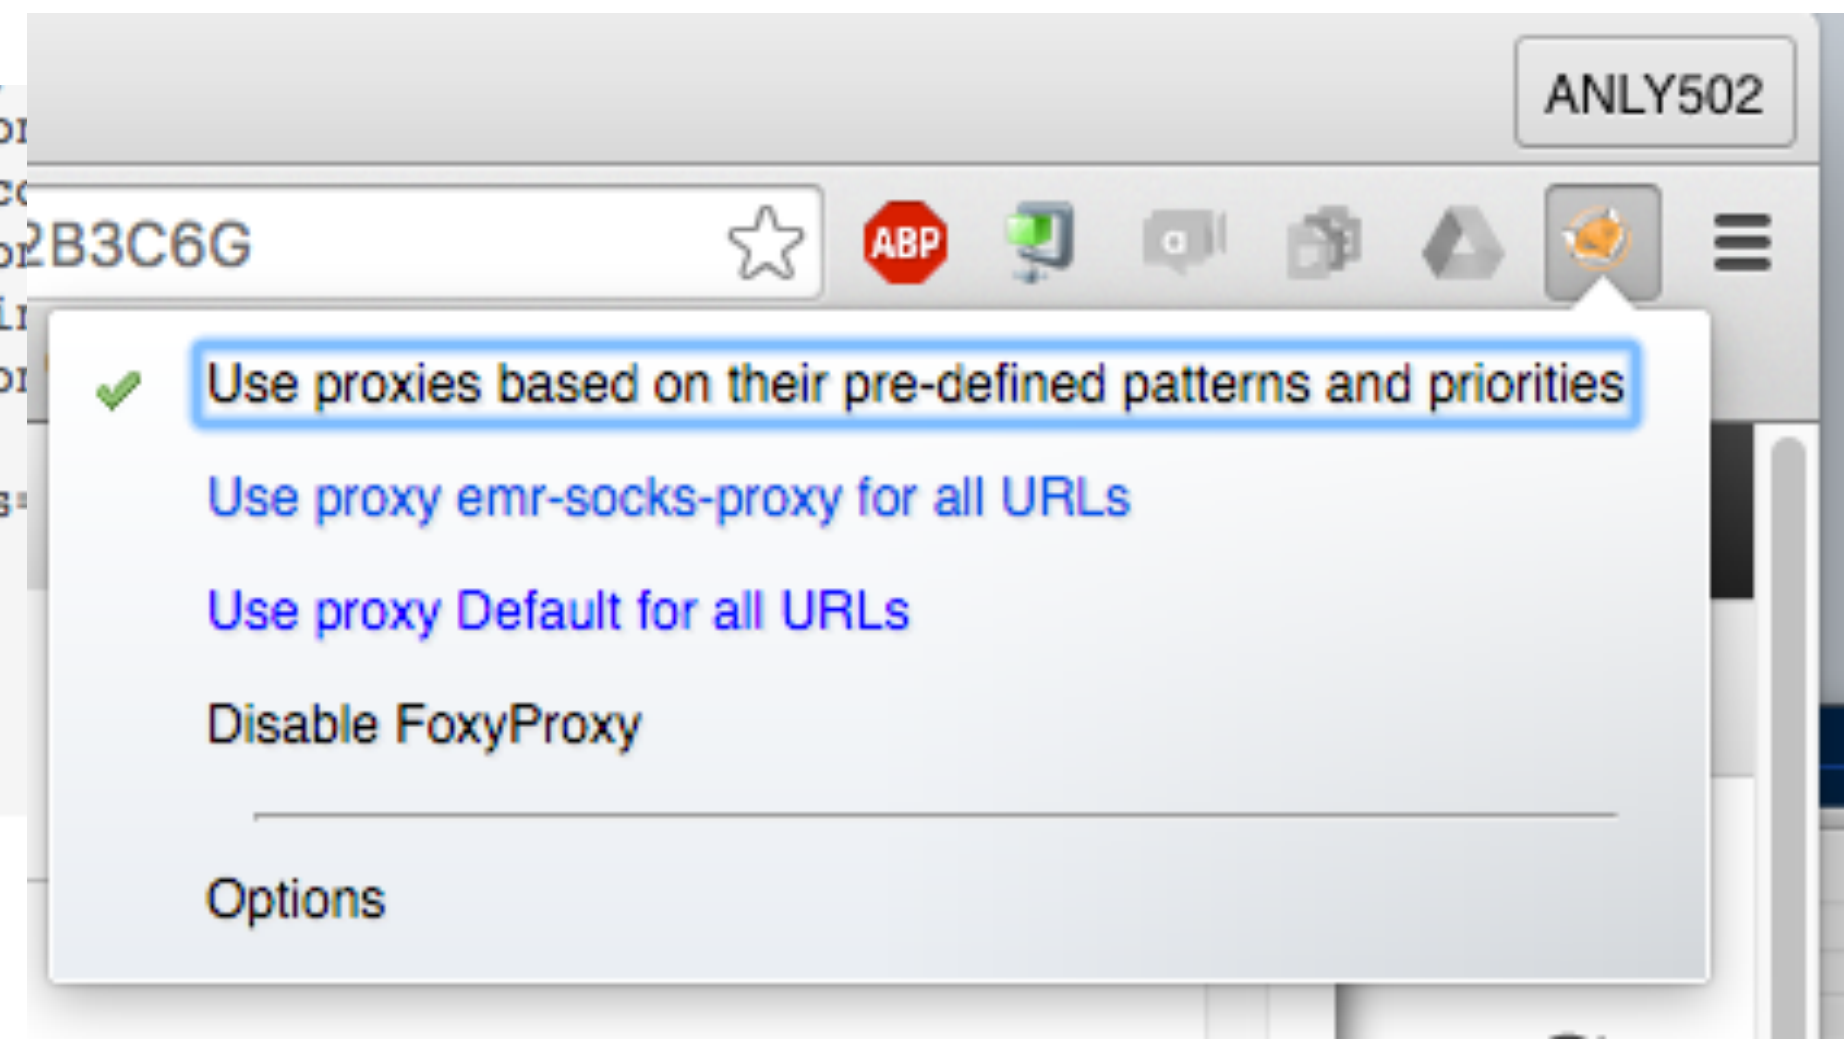 ANLY502
2B3C6G
ABP
Use proxies based on their pre-defined patterns and priorities
Use proxy emr-socks-proxy for all URLs
Use proxy Default for all URLs
Disable FoxyProxy
Options